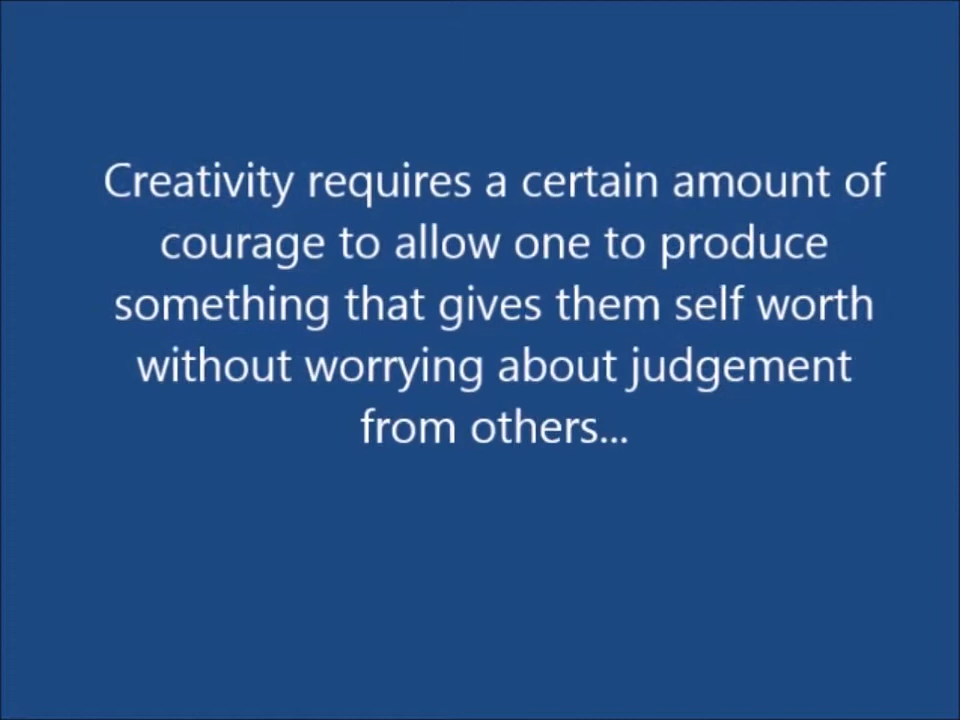 Creativity requires a certain amount of
courage to allow one to produce
something that gives them self worth
without worrying about judgement
from others...